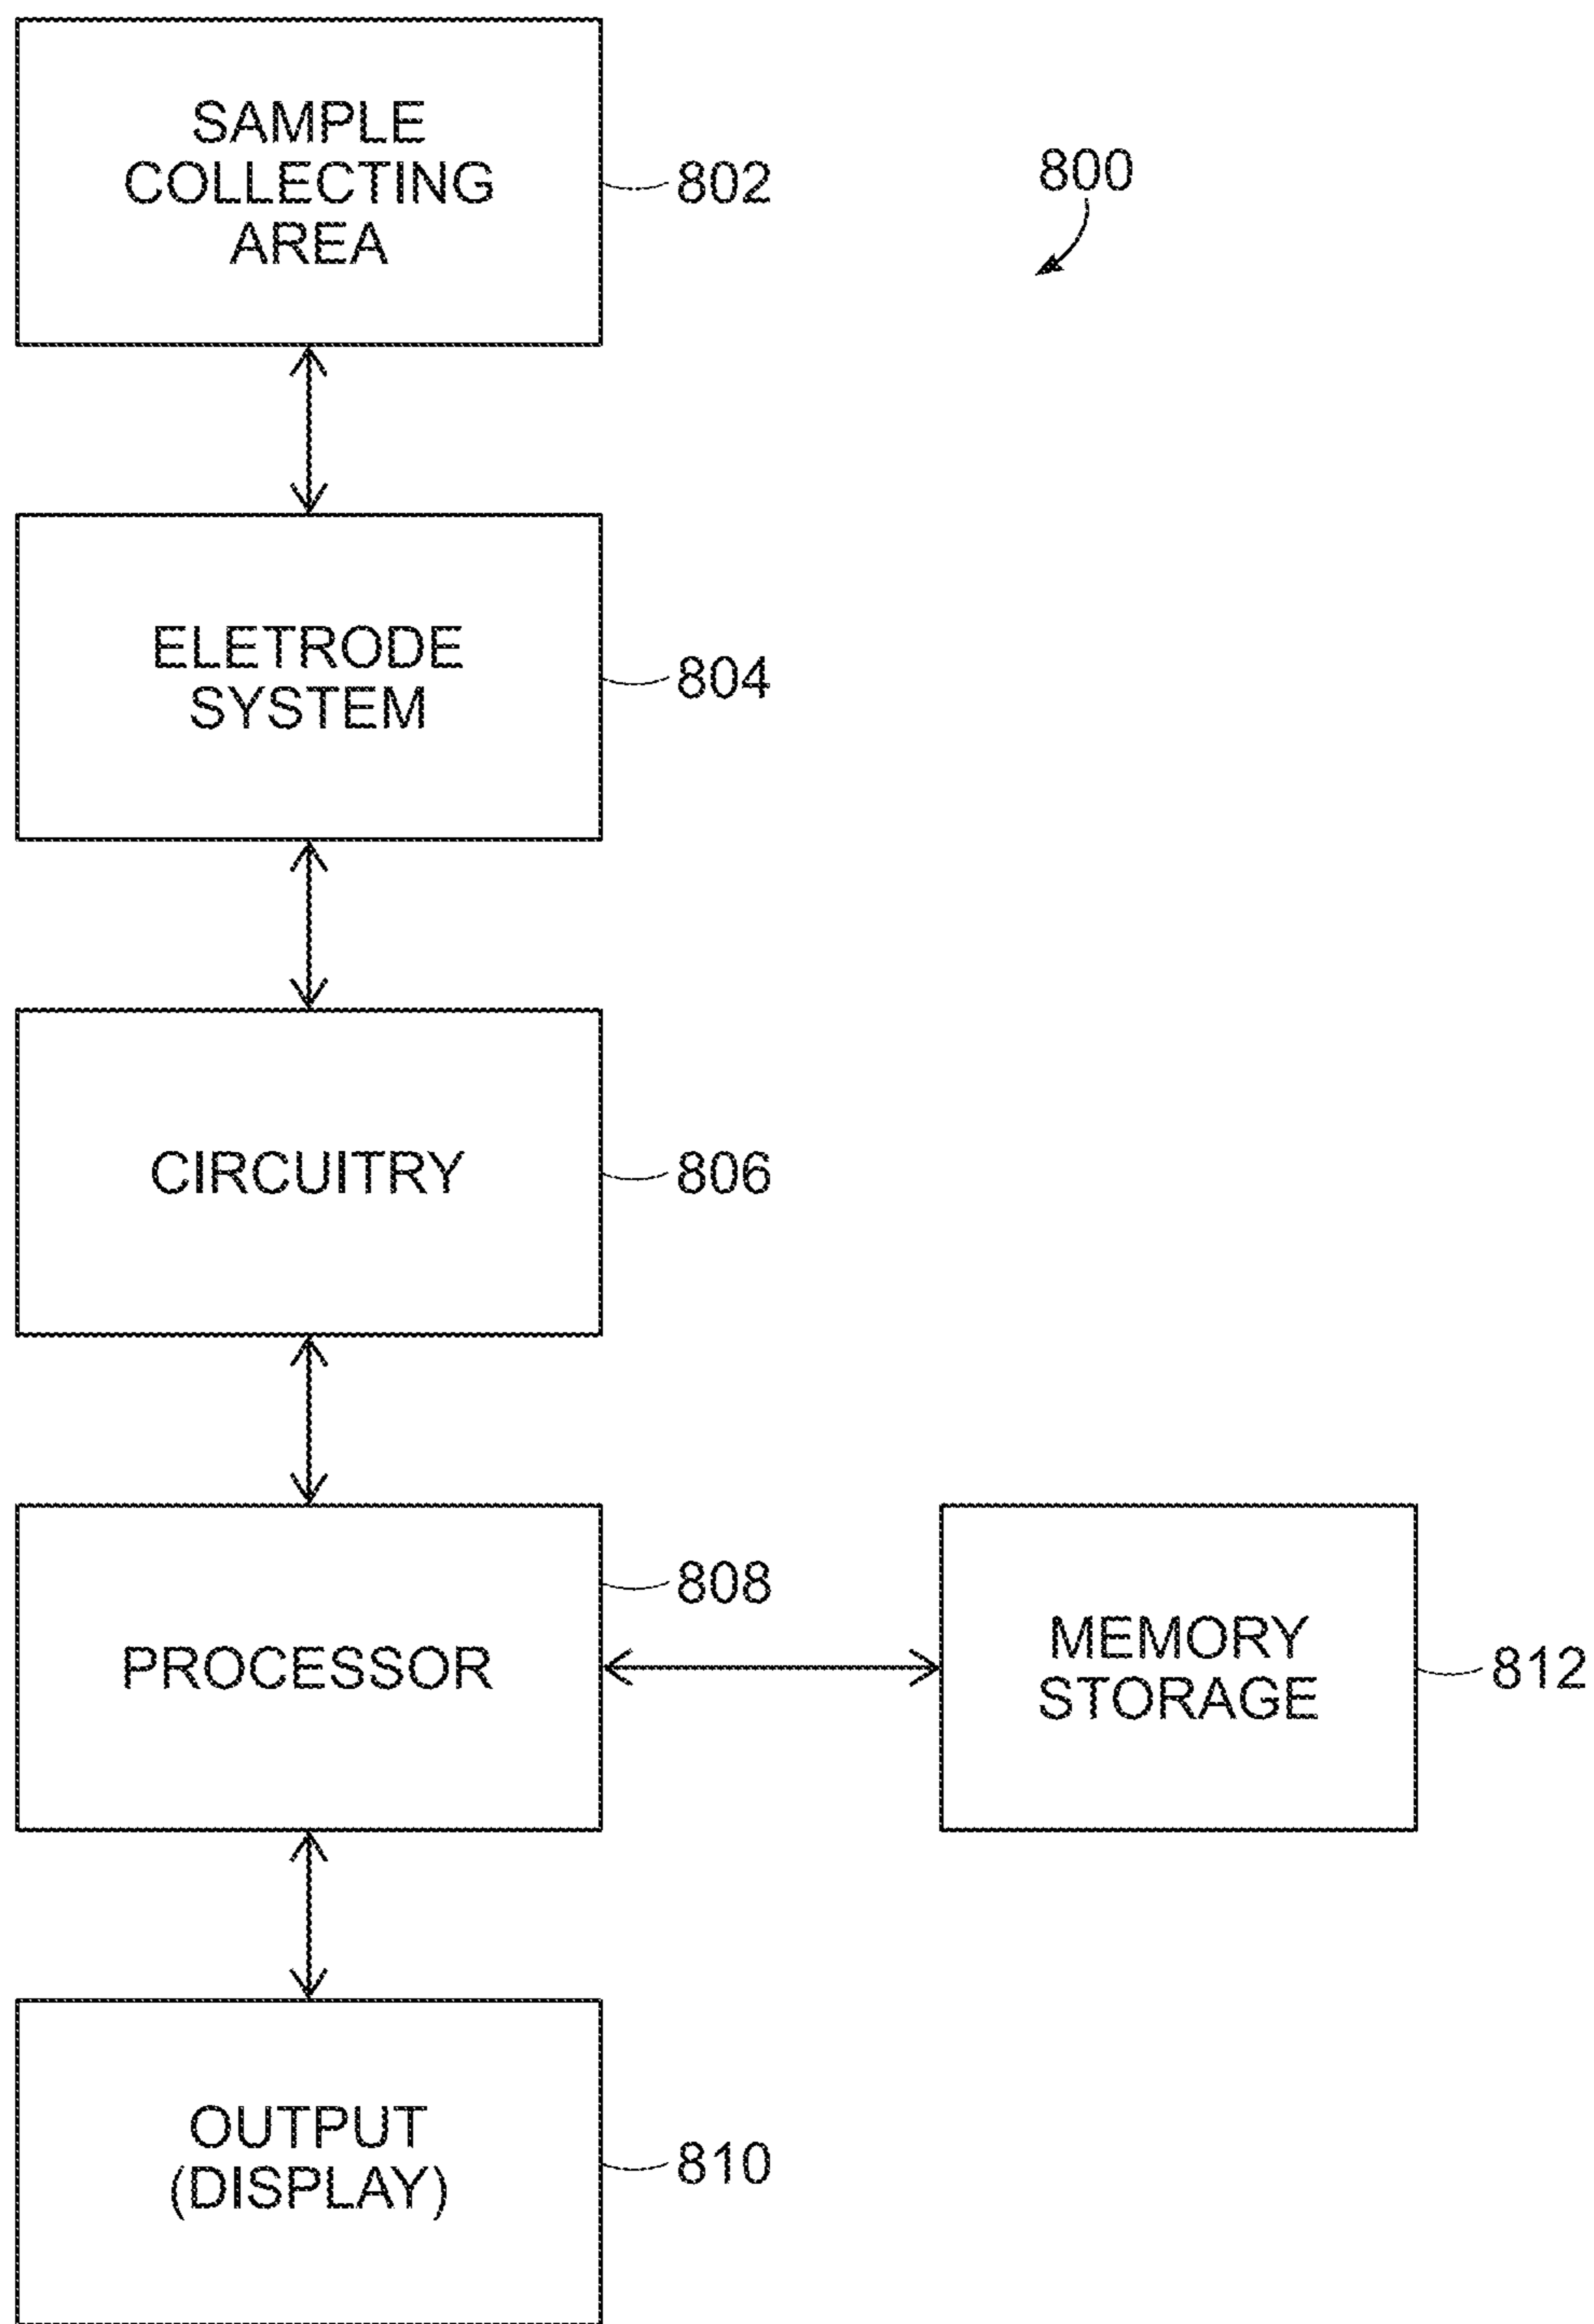 SAMPLE
COLLECTING
AREA
802
800
ELETRODE
SYSTEM
804
CIRCUITRY
806
PROCESSOR
808
MEMORY
STORAGE
812
OUTPUT
(DISPLAY)
810